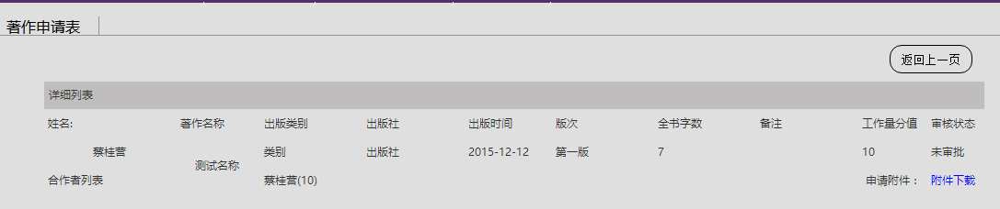 著作申请表
返回上一页
详细列表
姓名: 著作名称 出版类别 出版社 出版时间 版次 全书字数 备注 工作量分值 审核状态
蔡桂营 测试名称 类别 出版社 2015-12-12 第一版 7 10 未审批
合作者列表 蔡桂营(10) 申请附件： 附件下载